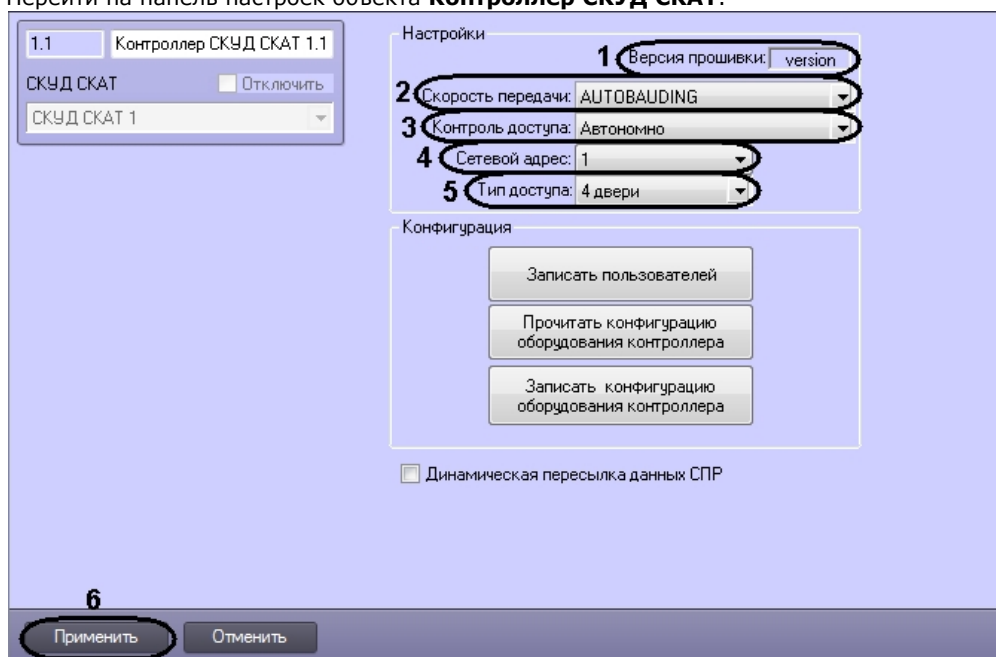 Перейти на панель настроек объекта Контроллер СКУД СКАТ.
1.1 Контроллер СКУД СКАТ 1.1
СКУД СКАТ Отключить
СКУД СКАТ 1
Настройки
1 Версия прошивки: version
2 Скорость передачи: AUTOBAUDING
3 Контроль доступа: Автономно
4 Сетевой адрес: 1
5 Тип доступа: 4 двери
Конфигурация
Записать пользователей
Прочитать конфигурацию
оборудования контроллера
Записать конфигурацию
оборудования контроллера
Динамическая пересылка данных СПР
6
Применить Отменить